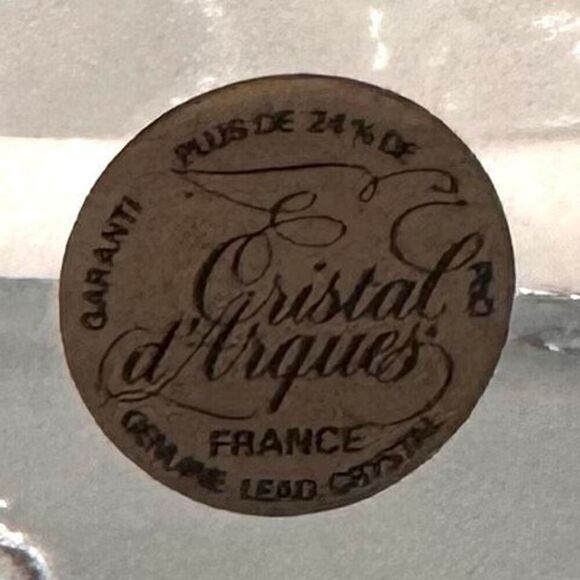 GARANTI PLUS DE 24% DE PbO
Cristal
d'Arques
FRANCE
GENUINE LEAD CRYSTAL